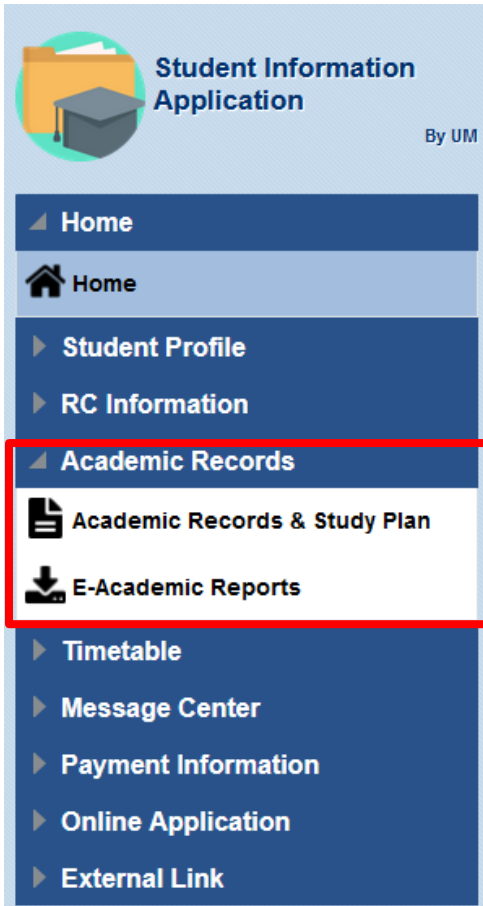 Student Information
Application
By UM
Home
Home
Student Profile
RC Information
Academic Records
Academic Records & Study Plan
E-Academic Reports
Timetable
Message Center
Payment Information
Online Application
External Link